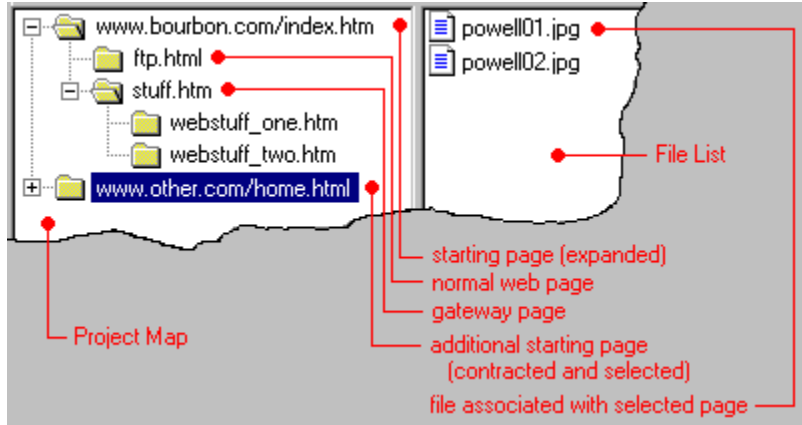 www.bourbon.com/index.htm
ftp.html
stuff.htm
webstuff_one.htm
webstuff_two.htm
www.other.com/home.html
powell01.jpg
powell02.jpg
File List
starting page (expanded)
normal web page
gateway page
Project Map
additional starting page
(contracted and selected)
file associated with selected page